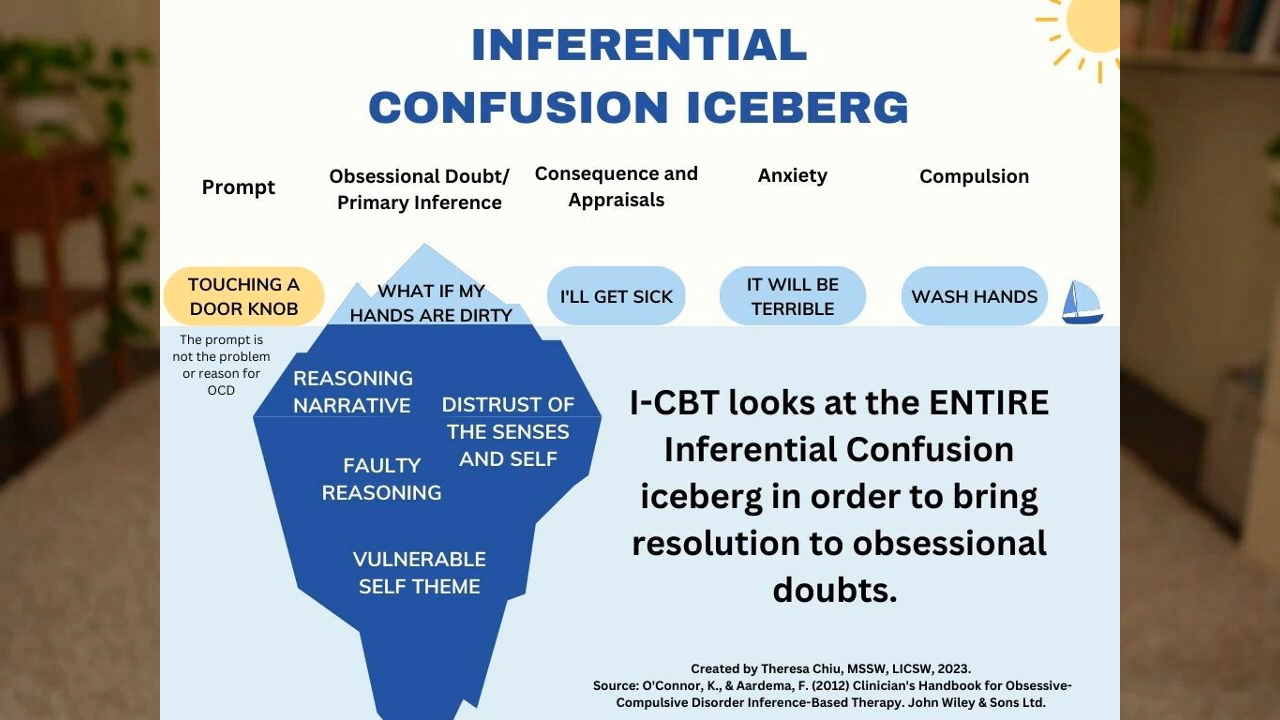 INFERENTIAL
CONFUSION ICEBERG
Prompt
Obsessional Doubt/
Primary Inference
Consequence and
Appraisals
Anxiety
Compulsion
TOUCHING A
DOOR KNOB
WHAT IF MY
HANDS ARE DIRTY
I'LL GET SICK
IT WILL BE
TERRIBLE
WASH HANDS
The prompt is
not the problem
or reason for
OCD
REASONING
NARRATIVE
DISTRUST OF
THE SENSES
AND SELF
FAULTY
REASONING
VULNERABLE
SELF THEME
I-CBT looks at the ENTIRE
Inferential Confusion
iceberg in order to bring
resolution to obsessional
doubts.
Created by Theresa Chiu, MSSW, LICSW, 2023.
Source: O'Connor, K., & Aardema, F. (2012) Clinician's Handbook for Obsessive-
Compulsive Disorder Inference-Based Therapy. John Wiley & Sons Ltd.